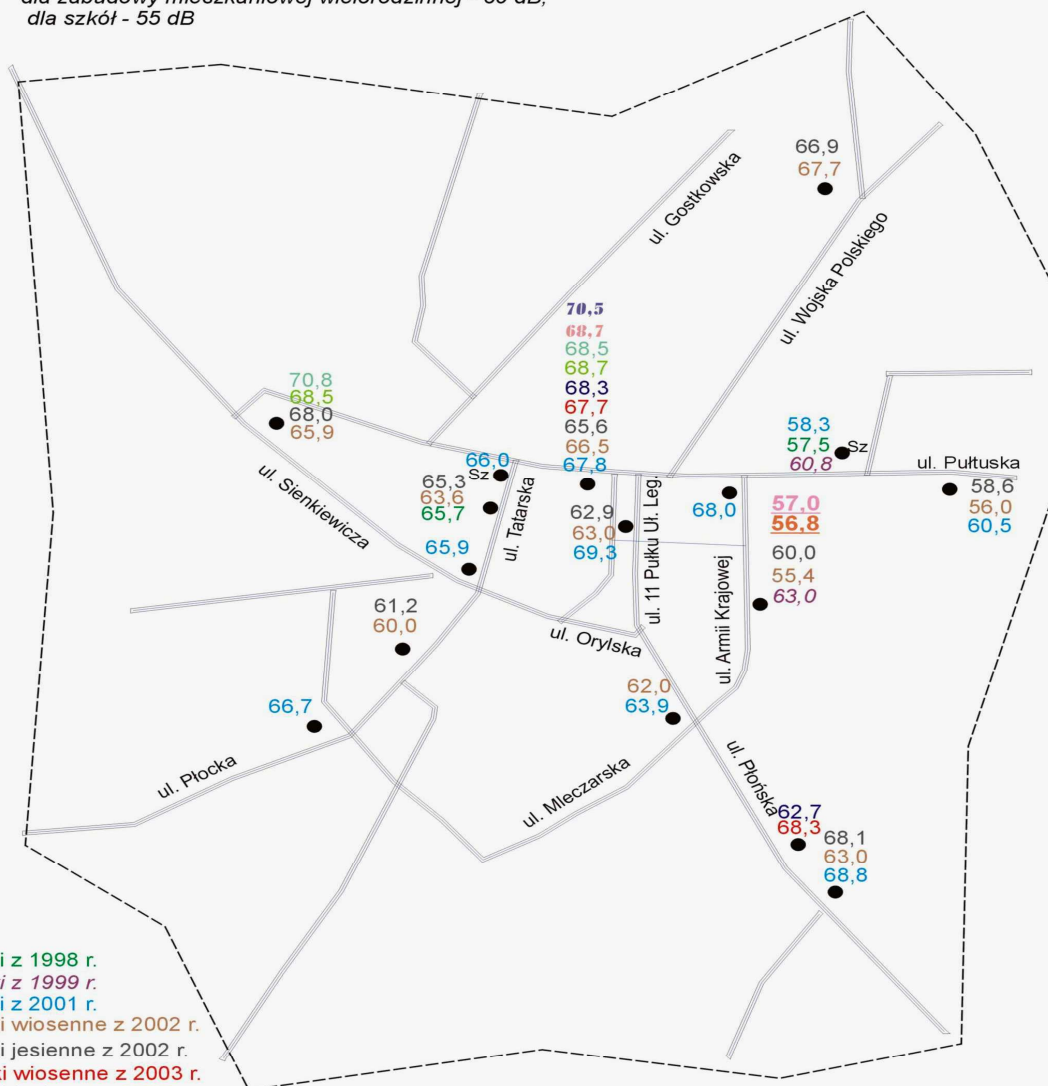 dla szkół - 55 dB
66,9
67,7
ul. Gostkowska
ul. Wojska Polskiego
70,5
68,7
68,5
68,7
68,3
67,7
65,6
66,5
67,8
70,8
68,5
68,0
65,9
58,3
57,5
60,8
Sz
ul. Pułtuska
66,0
Sz
65,3
63,6
65,7
ul. Sienkiewicza
ul. Tatarska
62,9
63,0
69,3
ul. 11 Pułku Uł. Leg.
68,0
57,0
56,8
60,0
55,4
63,0
58,6
56,0
60,5
65,9
61,2
60,0
ul. Orylska
ul. Armii Krajowej
62,0
63,9
66,7
ul. Płocka
ul. Mleczarska
ul. Płońska
62,7
68,3
68,1
63,0
68,8
i z 1998 r.
i z 1999 r.
i z 2001 r.
i wiosenne z 2002 r.
i jesienne z 2002 r.
ki wiosenne z 2003 r.